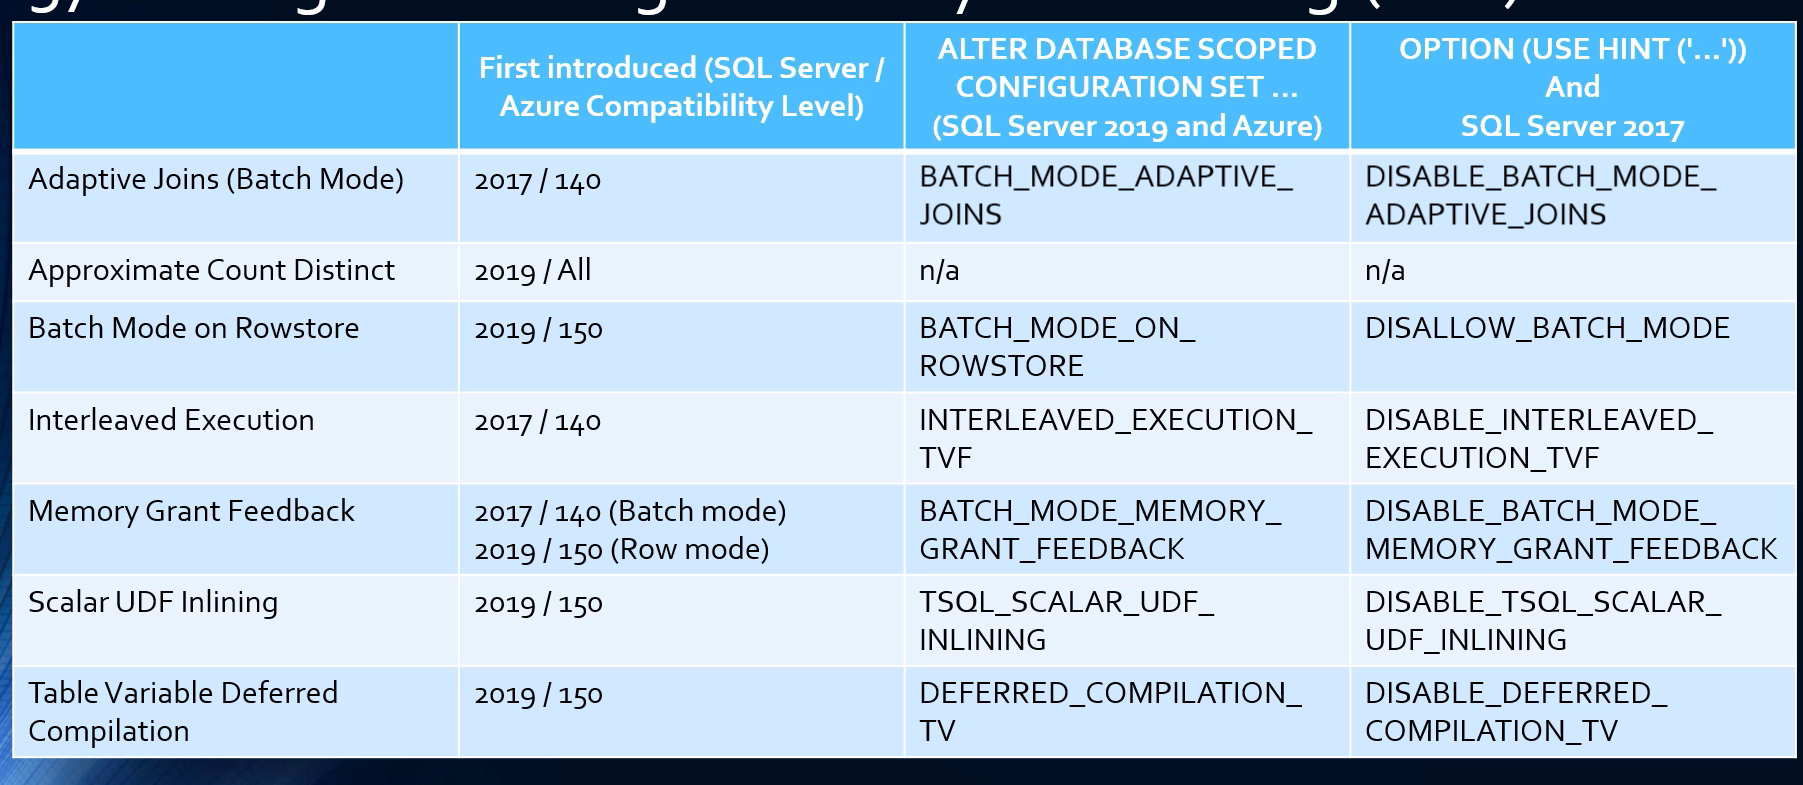 First introduced (SQL Server /
Azure Compatibility Level)
ALTER DATABASE SCOPED
CONFIGURATION SET ...
(SQL Server 2019 and Azure)
OPTION (USE HINT ('...'))
And
SQL Server 2017
Adaptive Joins (Batch Mode)
2017 / 140
BATCH_MODE_ADAPTIVE_
JOINS
DISABLE_BATCH_MODE_
ADAPTIVE_JOINS
Approximate Count Distinct
2019 / All
n/a
n/a
Batch Mode on Rowstore
2019 / 150
BATCH_MODE_ON_
ROWSTORE
DISALLOW_BATCH_MODE
Interleaved Execution
2017 / 140
INTERLEAVED_EXECUTION_
TVF
DISABLE_INTERLEAVED_
EXECUTION_TVF
Memory Grant Feedback
2017 / 140 (Batch mode)
2019 / 150 (Row mode)
BATCH_MODE_MEMORY_
GRANT_FEEDBACK
DISABLE_BATCH_MODE_
MEMORY_GRANT_FEEDBACK
Scalar UDF Inlining
2019 / 150
TSQL_SCALAR_UDF_
INLINING
DISABLE_TSQL_SCALAR_
UDF_INLINING
Table Variable Deferred
Compilation
2019 / 150
DEFERRED_COMPILATION_
TV
DISABLE_DEFERRED_
COMPILATION_TV